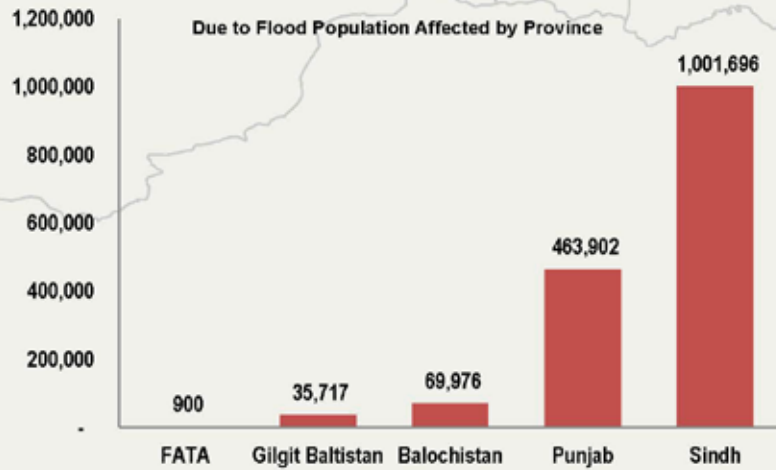 Due to Flood Population Affected by Province
1,200,000
1,000,000
800,000
600,000
400,000
200,000
-
900
35,717
69,976
463,902
1,001,696
FATA
Gilgit Baltistan
Balochistan
Punjab
Sindh